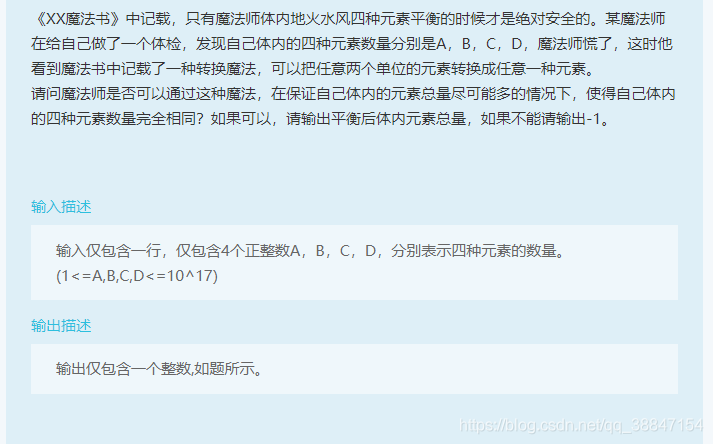 《XX魔法书》中记载，只有魔法师体内地火水风四种元素平衡的时候才是绝对安全的。某魔法师
在给自己做了一个体检，发现自己体内的四种元素数量分别是A，B，C，D，魔法师慌了，这时他
看到魔法书中记载了一种转换魔法，可以把任意两个单位的元素转换成任意一种元素。
请问魔法师是否可以通过这种魔法，在保证自己体内的元素总量尽可能多的情况下，使得自己体内
的四种元素数量完全相同？如果可以，请输出平衡后体内元素总量，如果不能请输出-1。
输入描述
输入仅包含一行，仅包含4个正整数A，B，C，D，分别表示四种元素的数量。
(1<=A,B,C,D<=10^17)
输出描述
输出仅包含一个整数,如题所示。
https://blog.csdn.net/qq_38847154